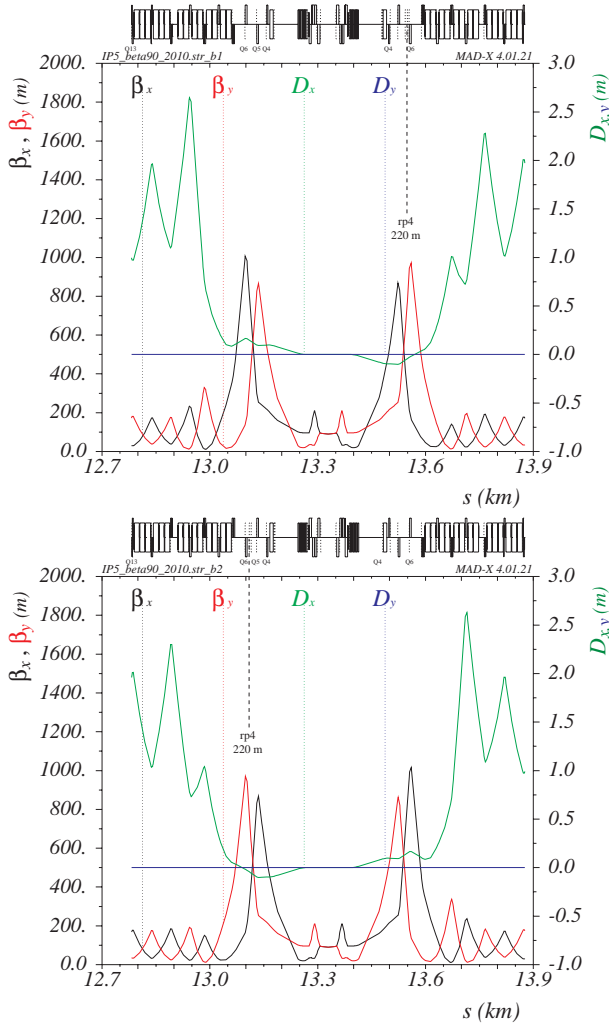 Q13 Q6 Q5 Q4 Q4 Q6
IP5_beta90_2010.str_b1 MAD-X 4.01.21
2000. 3.0
1800. 2.5
1600. 2.0
1400. 1.5
1200. 1.0
1000. 0.5
800. 0.0
600. -0.5
400. -1.0
200.
0.0
βx βy Dx Dy
βx , βy (m)
Dx,y (m)
rp4
220 m
12.7 13.0 13.3 13.6 13.9
s (km)
Q13 Q6 Q5 Q4 Q4 Q6
IP5_beta90_2010.str_b2 MAD-X 4.01.21
2000. 3.0
1800. 2.5
1600. 2.0
1400. 1.5
1200. 1.0
1000. 0.5
800. 0.0
600. -0.5
400. -1.0
200.
0.0
βx βy Dx Dy
βx , βy (m)
Dx,y (m)
rp4
220 m
12.7 13.0 13.3 13.6 13.9
s (km)